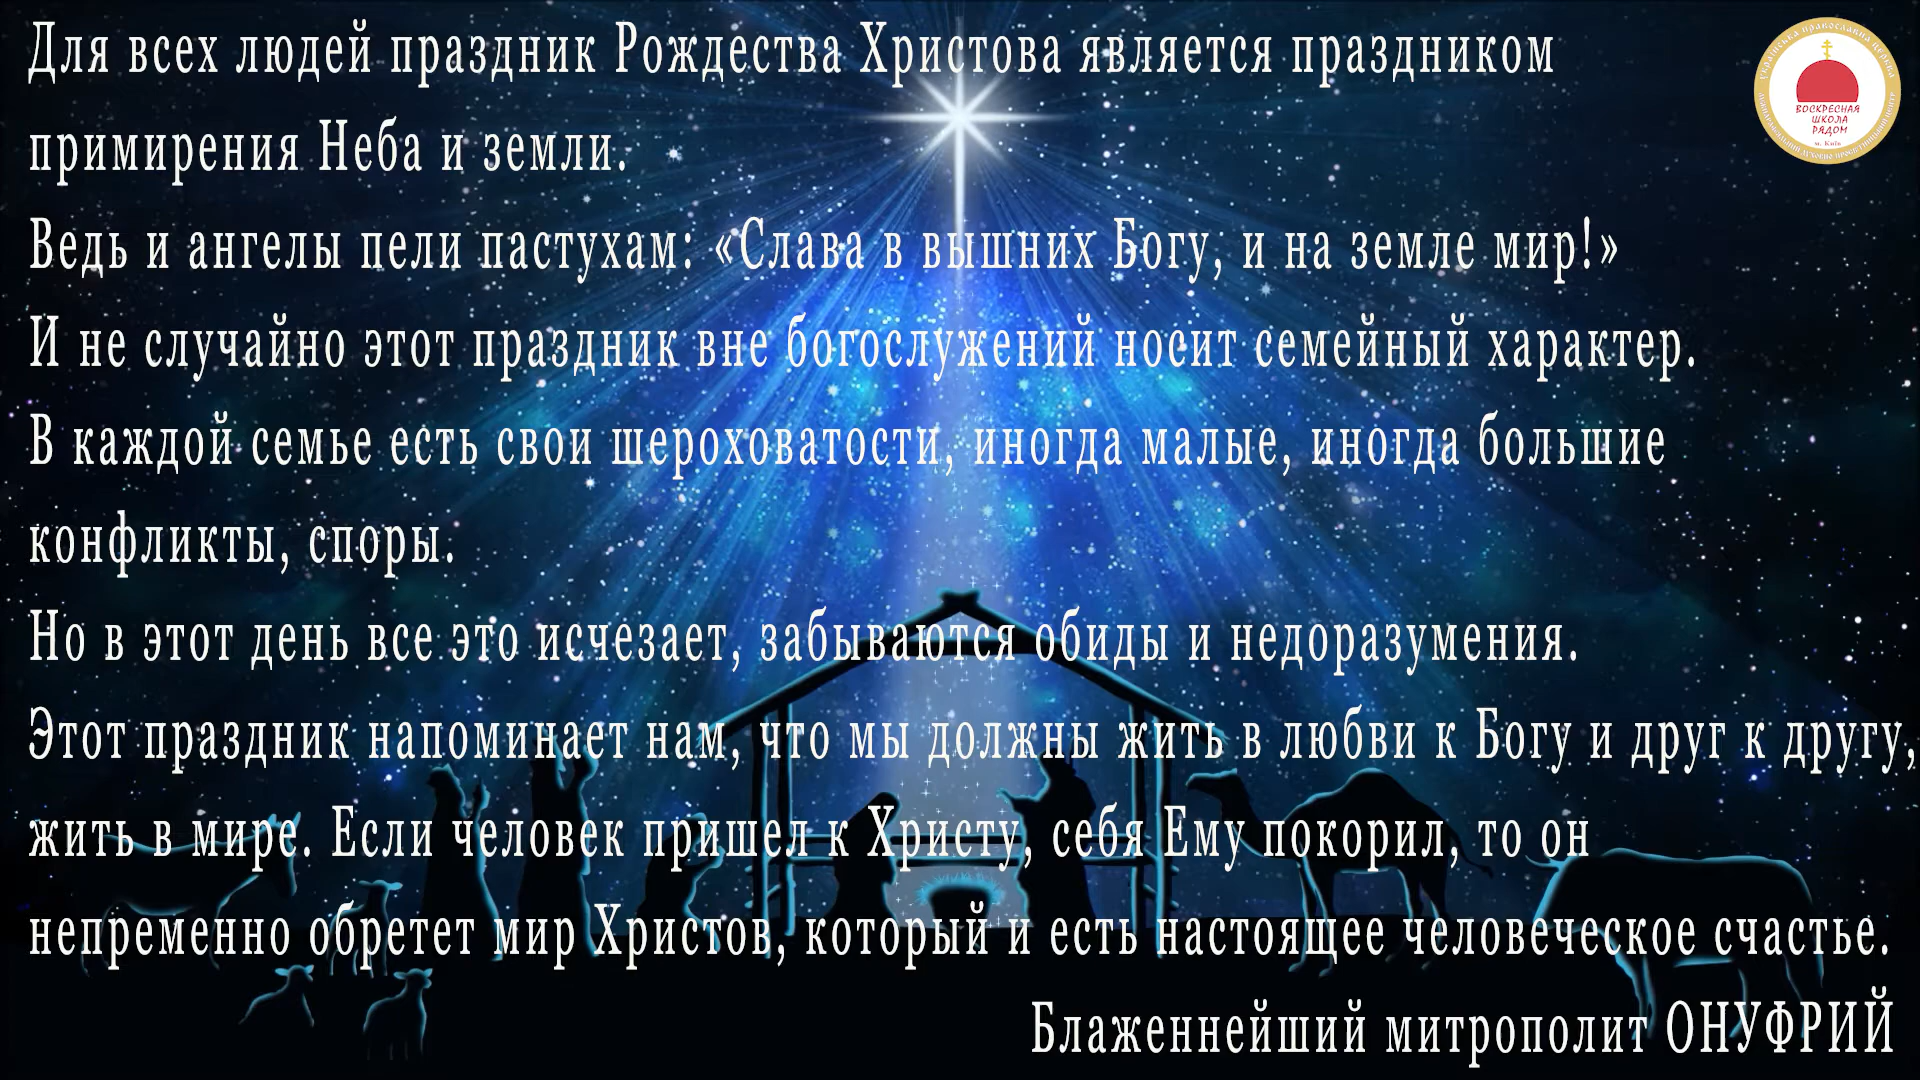 Для всех людей праздник Рождества Христова является праздником
примирения Неба и земли.
Ведь и ангелы пели пастухам: «Слава в вышних Богу, и на земле мир!»
И не случайно этот праздник вне богослужений носит семейный характер.
В каждой семье есть свои шероховатости, иногда малые, иногда большие
конфликты, споры.
Но в этот день все это исчезает, забываются обиды и недоразумения.
Этот праздник напоминает нам, что мы должны жить в любви к Богу и друг к другу,
жить в мире. Если человек пришел к Христу, себя Ему покорил, то он
непременно обретет мир Христов, который и есть настоящее человеческое счастье.
Блаженнейший митрополит ОНУФРИЙ
українська православна церква
ВОСКРЕСНАЯ
ШКОЛА
РЯДОМ
м. Київ